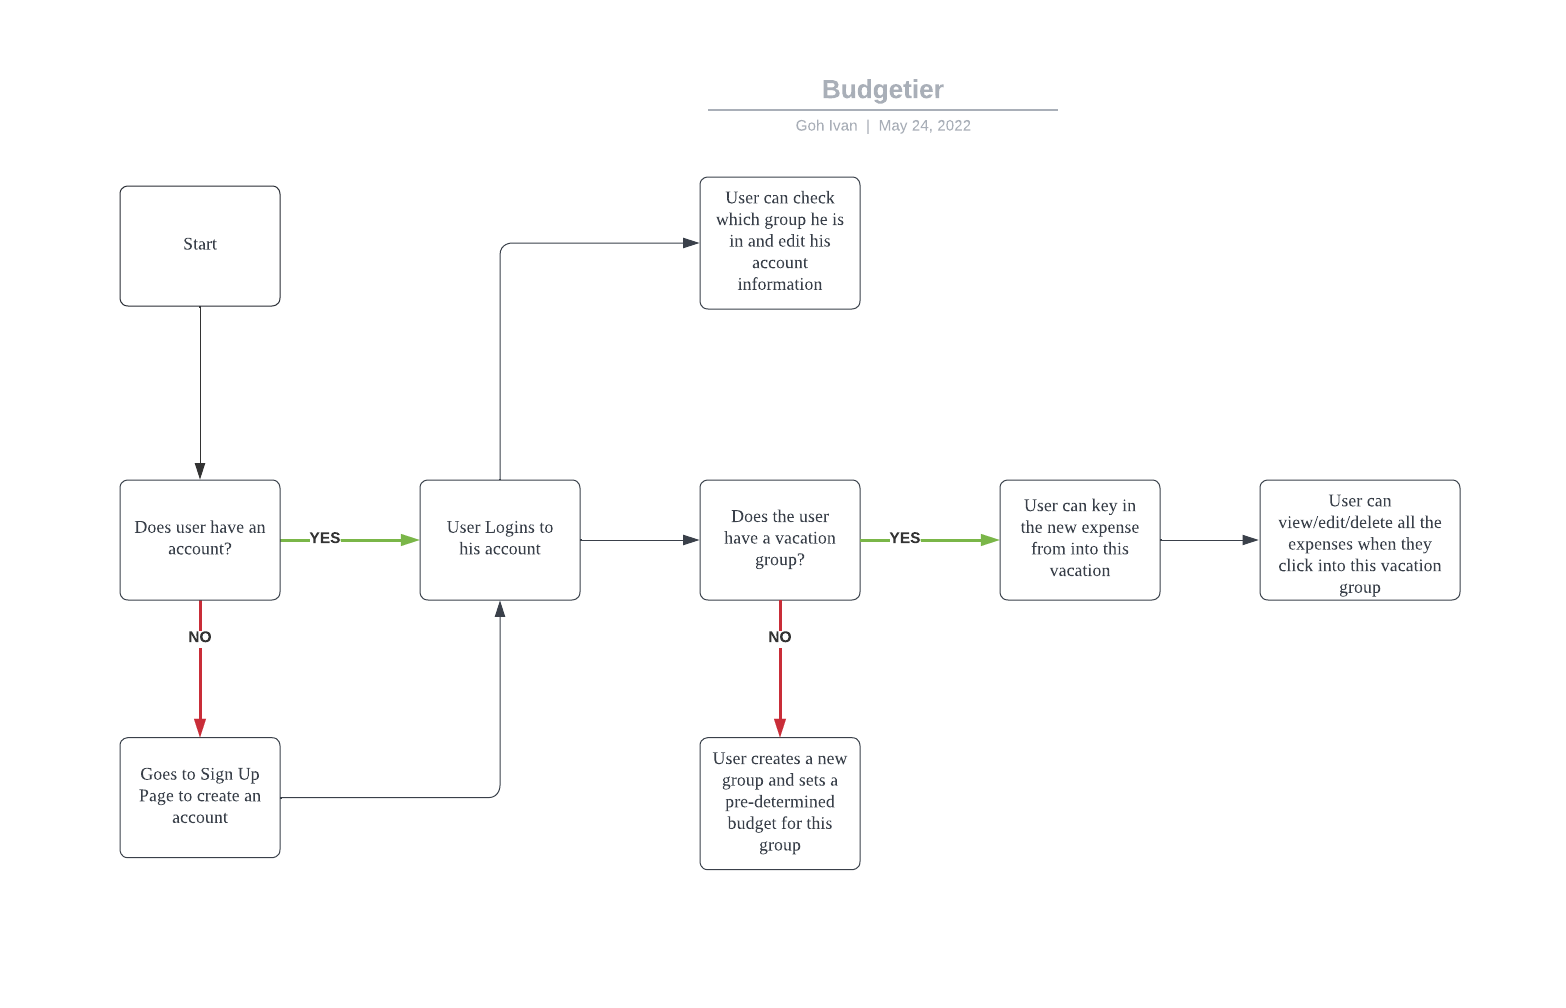 Budgetier
Goh Ivan | May 24, 2022
Start
User can check
which group he is
in and edit his
account
information
Does user have an
account?
YES
User Logins to
his account
Does the user
have a vacation
group?
YES
User can key in
the new expense
from into this
vacation
User can
view/edit/delete all the
expenses when they
click into this vacation
group
NO
NO
Goes to Sign Up
Page to create an
account
User creates a new
group and sets a
pre-determined
budget for this
group